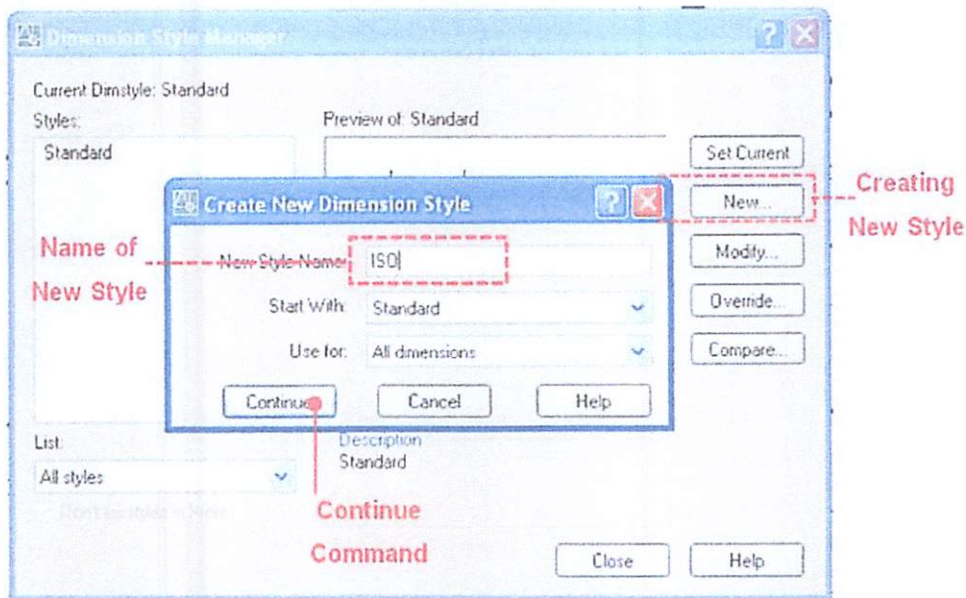 Dimension Style Manager
Current Dimstyle: Standard
Styles:
Preview of: Standard
Standard
Set Current
Creating
New Style
New...
Create New Dimension Style
Name of
New Style
New Style Name:
ISO
Modify...
Start With:
Standard
Override...
Use for:
All dimensions
Compare...
Continue
Cancel
Help
List:
All styles
Description
Standard
Continue
Command
Close
Help